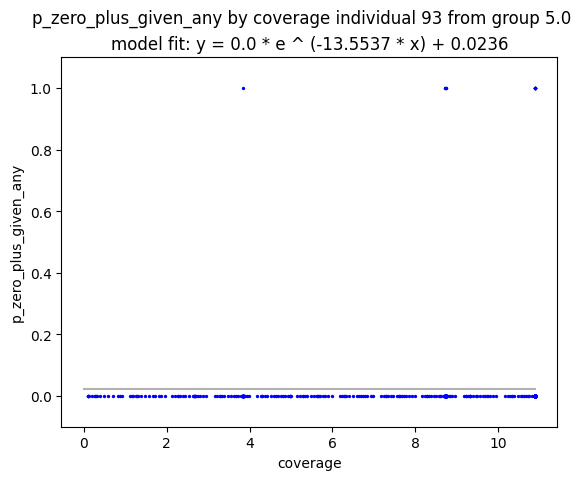 p_zero_plus_given_any by coverage individual 93 from group 5.0
model fit: y = 0.0 * e ^ (-13.5537 * x) + 0.0236
1.0
0.8
0.6
0.4
0.2
0.0
p_zero_plus_given_any
0 2 4 6 8 10
coverage